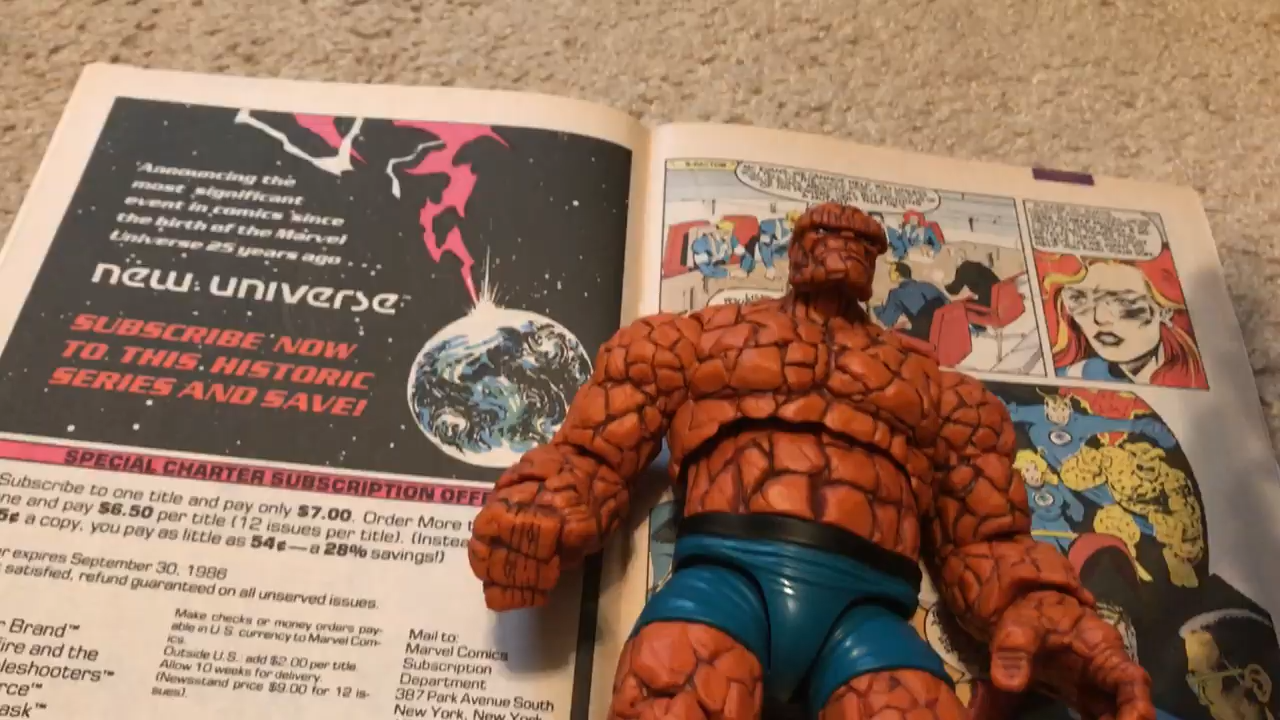 "Announcing the
most significant
event in comics since
the birth of the Marvel
Universe 25 years ago...
new universe™
SUBSCRIBE NOW
TO THIS HISTORIC
SERIES AND SAVE!
SPECIAL CHARTER SUBSCRIPTION OFFE
Subscribe to one title and pay only $7.00. Order More t
ne and pay $6.50 per title (12 issues per title). (Instea
5¢ a copy, you pay as little as 54¢—a 28% savings!)
er expires September 30, 1986
satisfied, refund guaranteed on all unserved issues.
r Brand™
ire and the
leshooters™
rce™
ask™
Make checks or money orders pay-
able in U.S. currency to Marvel Com-
ics.
Outside U.S. add $2.00 per title.
Allow 10 weeks for delivery.
(Newsstand price $9.00 for 12 is-
sues).
Mail to:
Marvel Comics
Subscription
Department
387 Park Avenue South
New York, New York
X-FACTOR